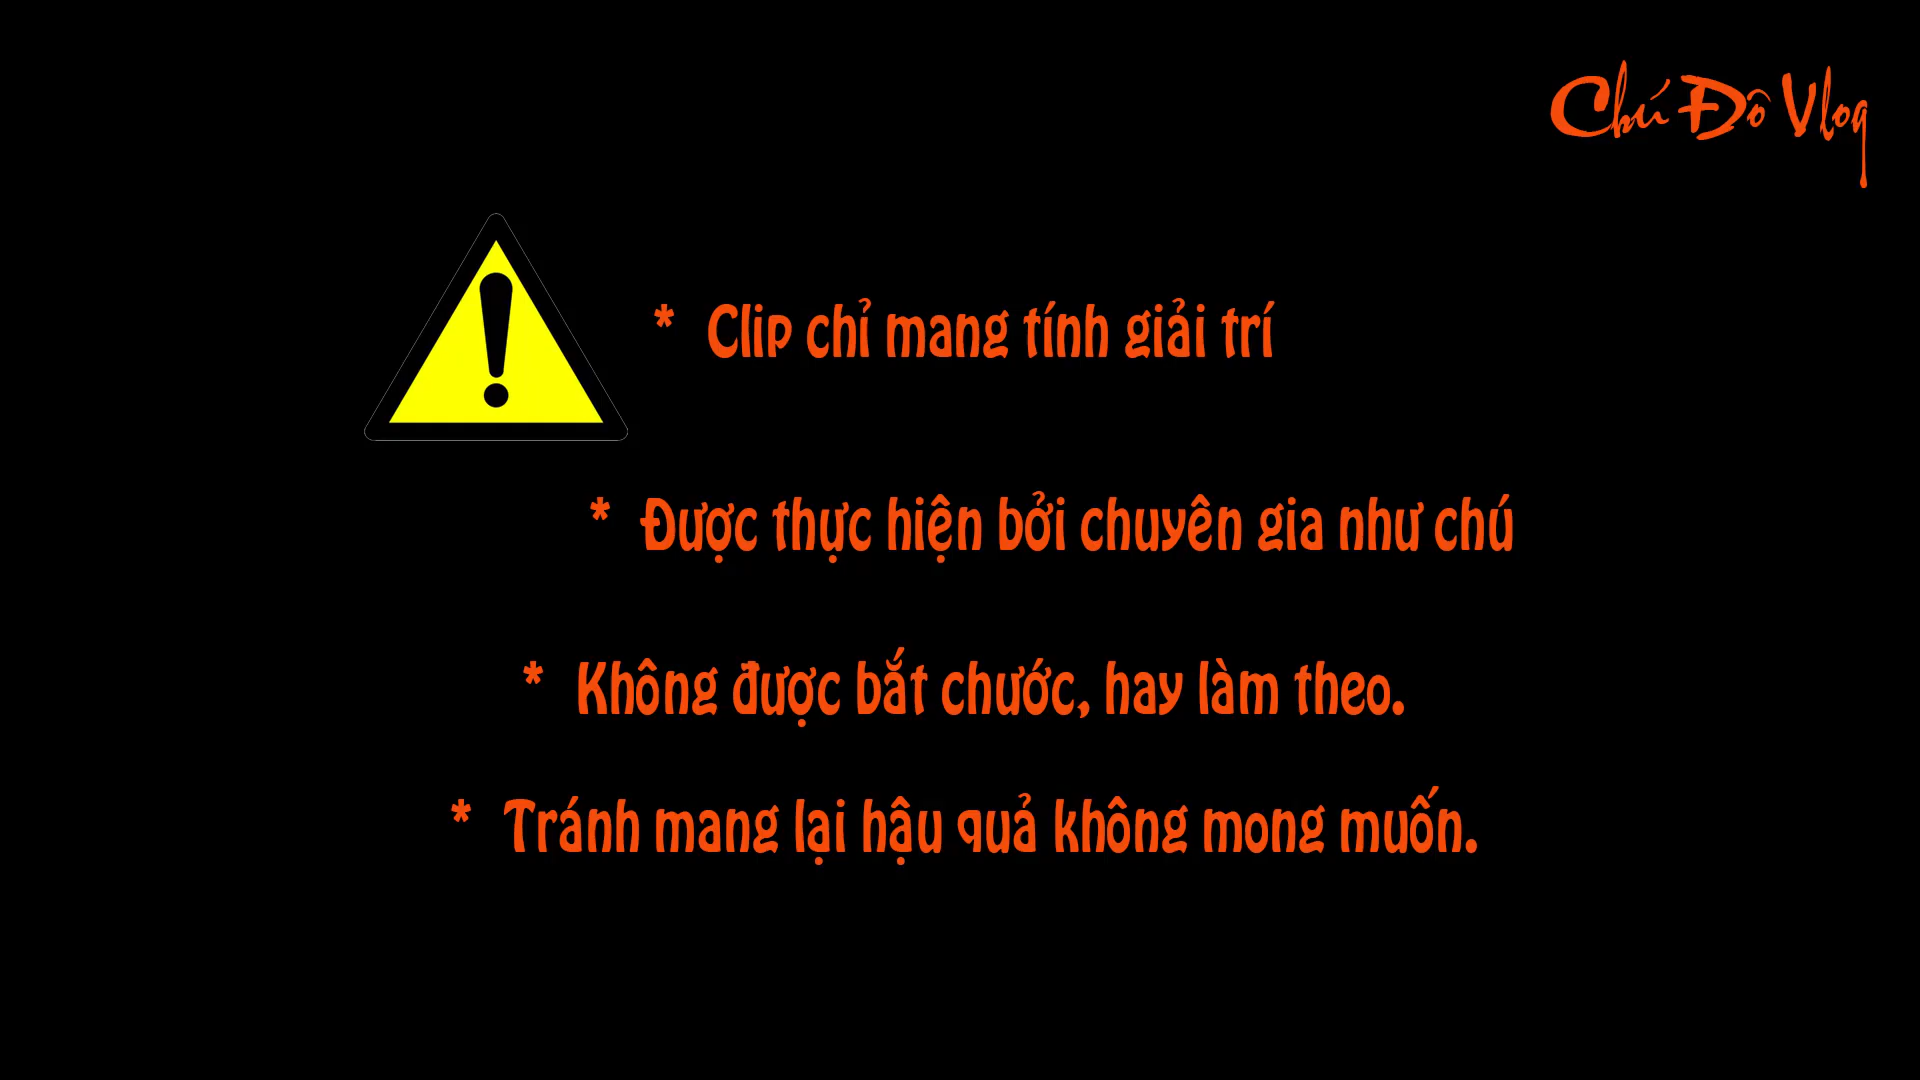 Chú Đô Vlog
* Clip chỉ mang tính giải trí
* Được thực hiện bởi chuyên gia như chú
* Không được bắt chước, hay làm theo.
* Tránh mang lại hậu quả không mong muốn.